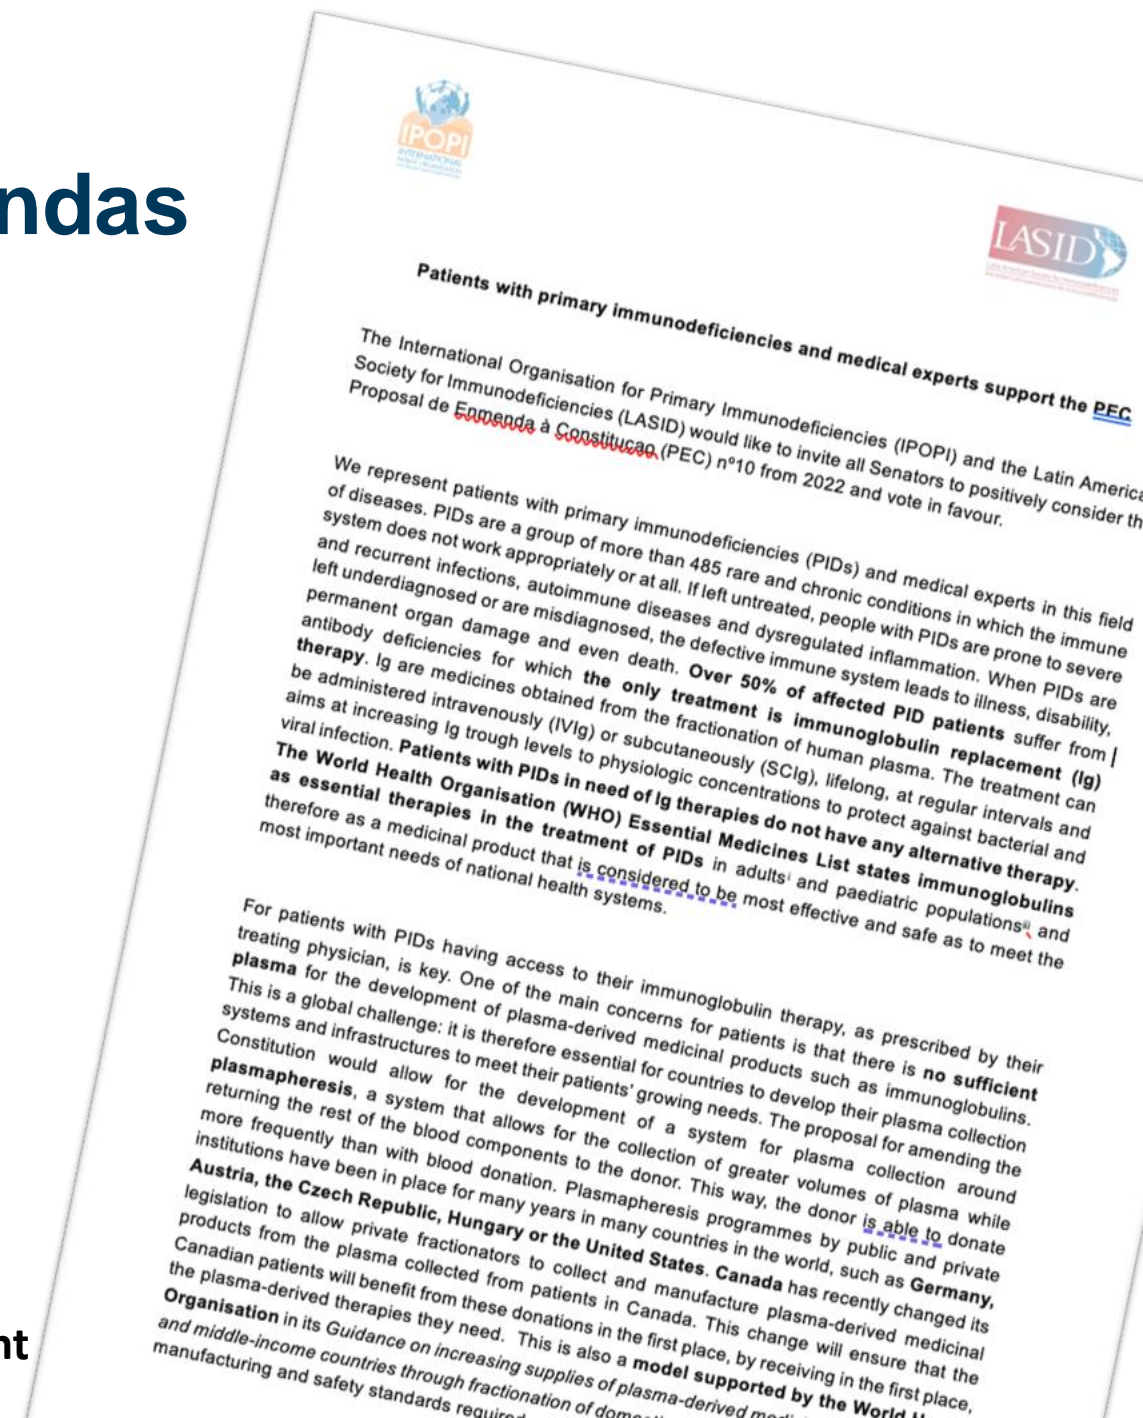 ndas
nt
IPOPI
INTERNATIONAL
LASID
Patients with primary immunodeficiencies and medical experts support the PEC
The International Organisation for Primary Immunodeficiencies (IPOPI) and the Latin America
Society for Immunodeficiencies (LASID) would like to invite all Senators to positively consider th
Proposal de Enmenda à Constituçao (PEC) nº10 from 2022 and vote in favour.
We represent patients with primary immunodeficiencies (PIDs) and medical experts in this field
of diseases. PIDs are a group of more than 485 rare and chronic conditions in which the immune
system does not work appropriately or at all. If left untreated, people with PIDs are prone to severe
and recurrent infections, autoimmune diseases and dysregulated inflammation. When PIDs are
left underdiagnosed or are misdiagnosed, the defective immune system leads to illness, disability,
permanent organ damage and even death. Over 50% of affected PID patients suffer from
antibody deficiencies for which the only treatment is immunoglobulin replacement (Ig)
therapy. Ig are medicines obtained from the fractionation of human plasma. The treatment can
be administered intravenously (IVIg) or subcutaneously (SCIg), lifelong, at regular intervals and
aims at increasing Ig trough levels to physiologic concentrations to protect against bacterial and
viral infection. Patients with PIDs in need of Ig therapies do not have any alternative therapy.
The World Health Organisation (WHO) Essential Medicines List states immunoglobulins
as essential therapies in the treatment of PIDs in adultsⁱ and paediatric populationsⁱⁱ, and
therefore as a medicinal product that is considered to be most effective and safe as to meet the
most important needs of national health systems.
For patients with PIDs having access to their immunoglobulin therapy, as prescribed by their
treating physician, is key. One of the main concerns for patients is that there is no sufficient
plasma for the development of plasma-derived medicinal products such as immunoglobulins.
This is a global challenge: it is therefore essential for countries to develop their plasma collection
systems and infrastructures to meet their patients' growing needs. The proposal for amending the
Constitution would allow for the development of a system for plasma collection around
plasmapheresis, a system that allows for the collection of greater volumes of plasma while
returning the rest of the blood components to the donor. This way, the donor is able to donate
more frequently than with blood donation. Plasmapheresis programmes by public and private
institutions have been in place for many years in many countries in the world, such as Germany,
Austria, the Czech Republic, Hungary or the United States. Canada has recently changed its
legislation to allow private fractionators to collect and manufacture plasma-derived medicinal
products from the plasma collected from patients in Canada. This change will ensure that the
Canadian patients will benefit from these donations in the first place, by receiving in the first place,
the plasma-derived therapies they need. This is also a model supported by the World H
Organisation in its Guidance on increasing supplies of plasma-derived medi
and middle-income countries through fractionation of domes
manufacturing and safety standards required